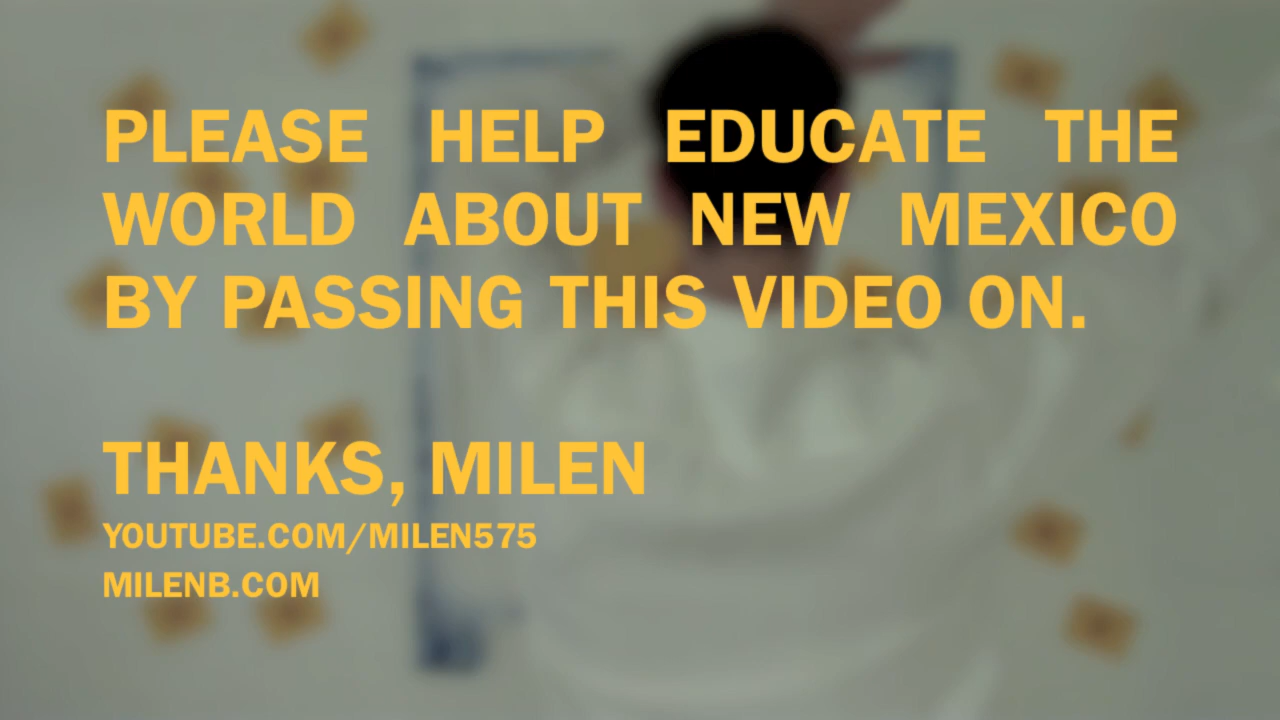 PLEASE HELP EDUCATE THE
WORLD ABOUT NEW MEXICO
BY PASSING THIS VIDEO ON.
THANKS, MILEN
YOUTUBE.COM/MILEN575
MILENB.COM